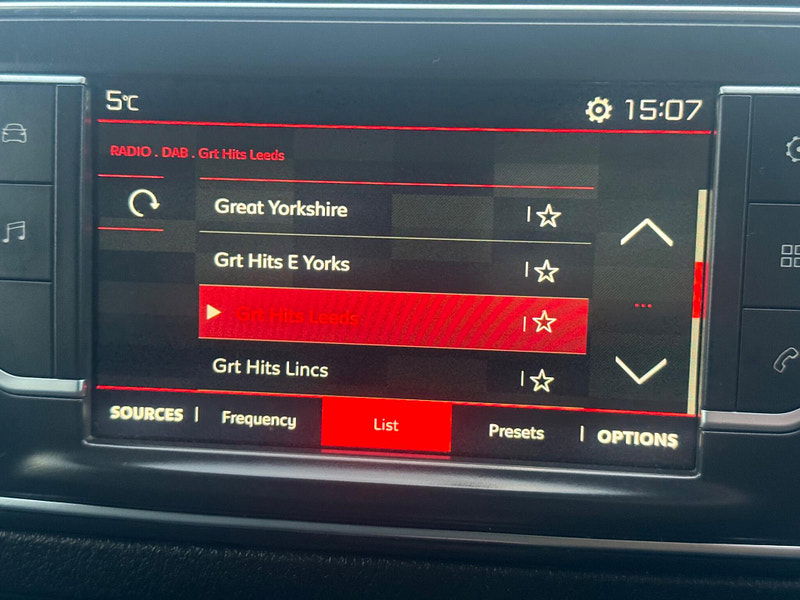 5°C 15:07
RADIO . DAB . Grt Hits Leeds
Great Yorkshire
Grt Hits E Yorks
Grt Hits Leeds
Grt Hits Lincs
SOURCES Frequency List Presets OPTIONS